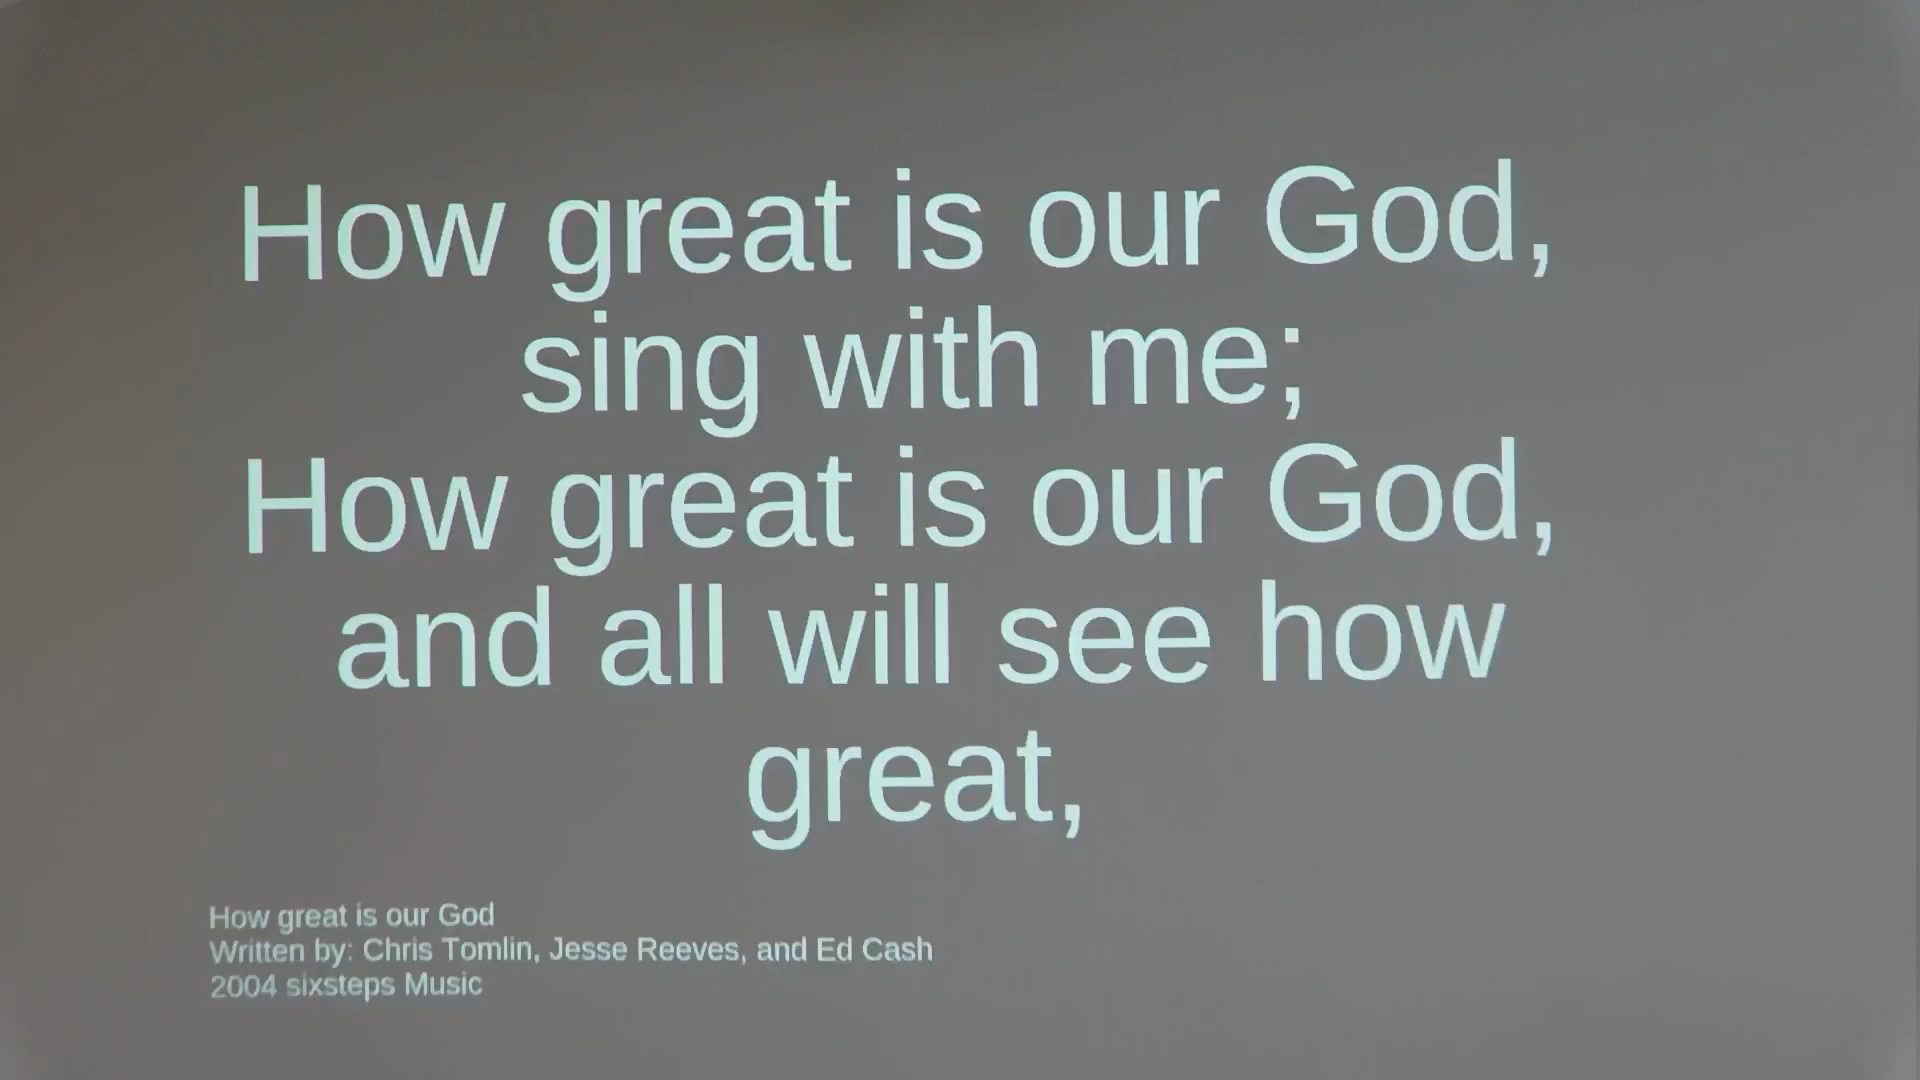 How great is our God,
sing with me;
How great is our God,
and all will see how
great,
How great is our God
Written by: Chris Tomlin, Jesse Reeves, and Ed Cash
2004 sixsteps Music